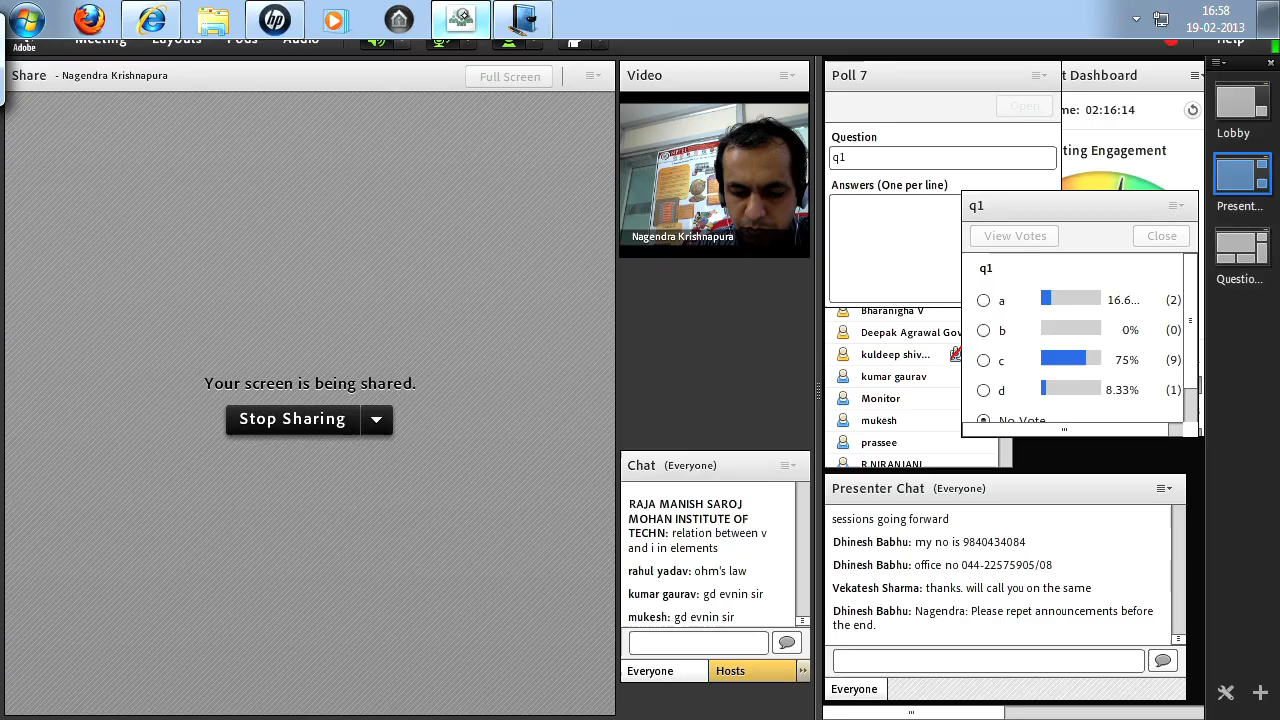 16:58
19-02-2013
Adobe
Meeting Layouts Pods Audio
Help
Share - Nagendra Krishnapura
Full Screen
Your screen is being shared.
Stop Sharing
Video
Nagendra Krishnapura
Chat (Everyone)
RAJA MANISH SAROJ
MOHAN INSTITUTE OF
TECHN: relation between v
and i in elements
rahul yadav: ohm's law
kumar gaurav: gd evnin sir
mukesh: gd evnin sir
Everyone Hosts
Poll 7
Open
Question
q1
Answers (One per line)
t Dashboard
me: 02:16:14
ting Engagement
q1
View Votes Close
q1
a 16.6... (2)
b 0% (0)
c 75% (9)
d 8.33% (1)
No Vote
Bharanigha V
Deepak Agrawal Gov
kuldeep shiv...
kumar gaurav
Monitor
mukesh
prassee
R NIRANJANI
Presenter Chat (Everyone)
sessions going forward
Dhinesh Babhu: my no is 9840434084
Dhinesh Babhu: office no 044-22575905/08
Vekatesh Sharma: thanks. will call you on the same
Dhinesh Babhu: Nagendra: Please repet announcements before
the end.
Everyone
Lobby
Present...
Questio...